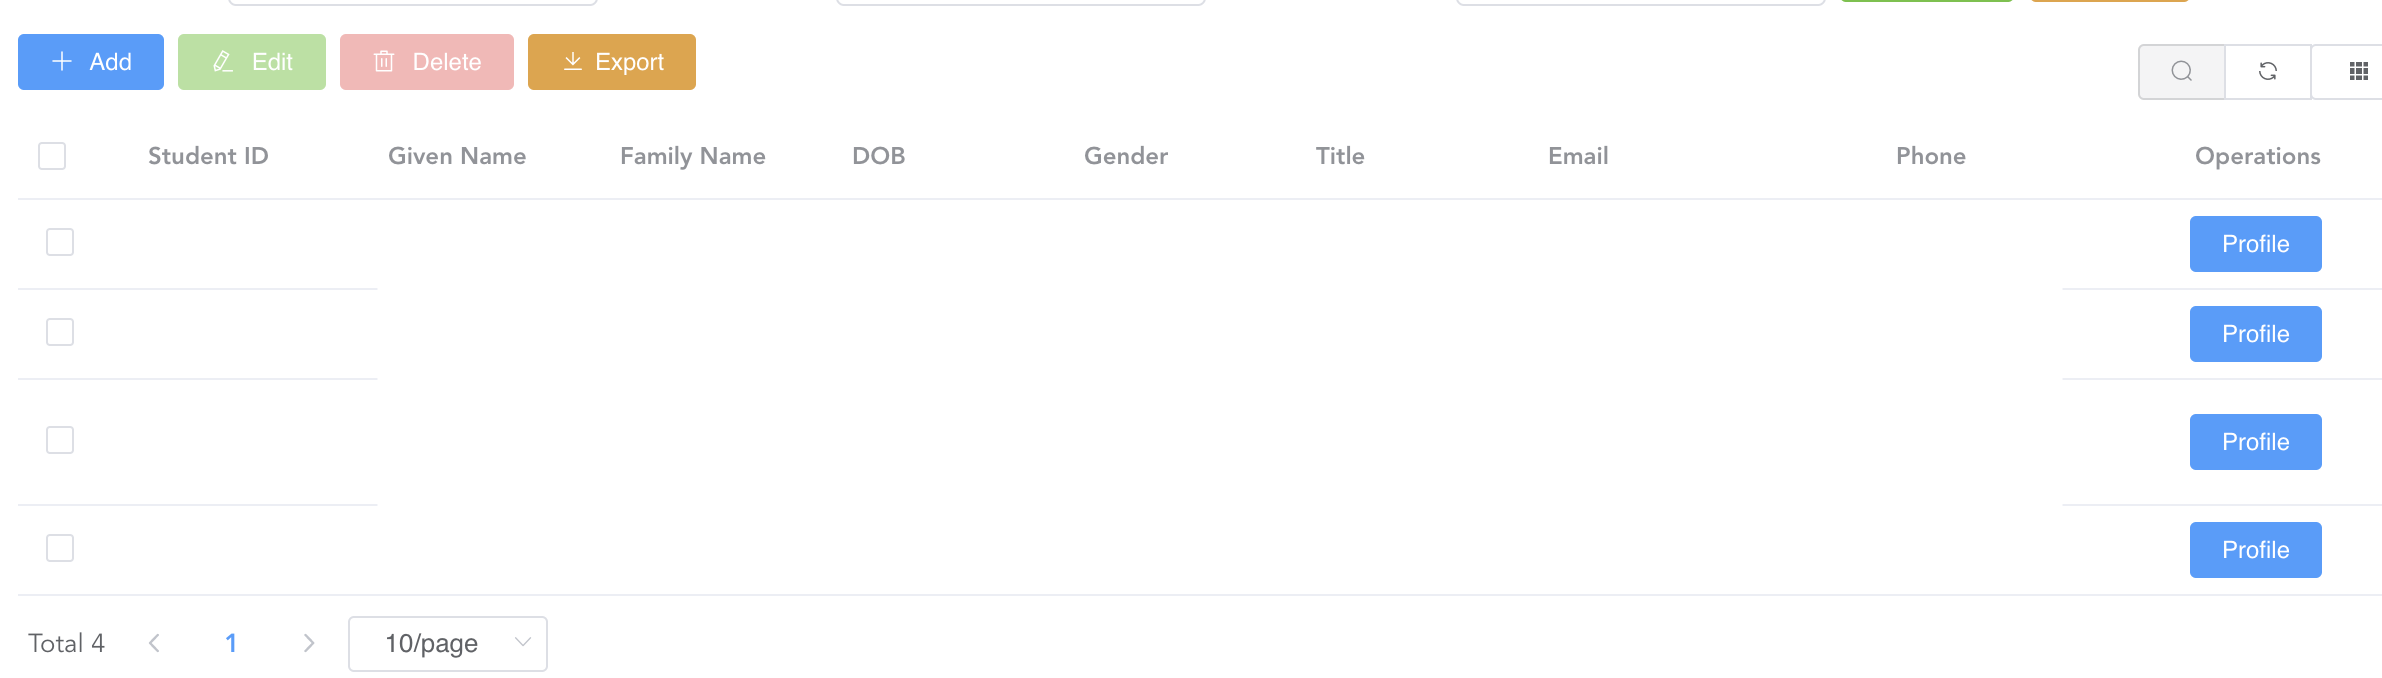 Add Edit Delete Export
Student ID Given Name Family Name DOB Gender Title Email Phone Operations
Profile
Profile
Profile
Profile
Total 4 1 10/page